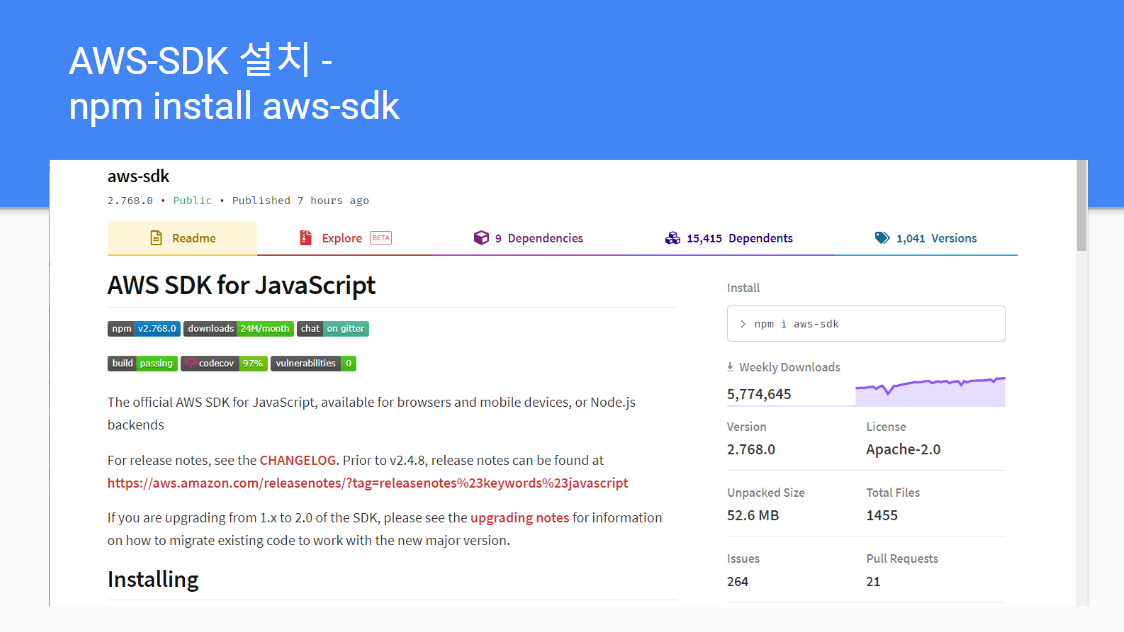 AWS-SDK 설치 -
npm install aws-sdk
aws-sdk
2.768.0 • Public • Published 7 hours ago
Readme
Explore BETA
9 Dependencies
15,415 Dependents
1,041 Versions
AWS SDK for JavaScript
npm v2.768.0 downloads 24M/month chat on gitter
build passing codecov 97% vulnerabilities 0
The official AWS SDK for JavaScript, available for browsers and mobile devices, or Node.js
backends
For release notes, see the CHANGELOG. Prior to v2.4.8, release notes can be found at
https://aws.amazon.com/releasenotes/?tag=releasenotes%23keywords%23javascript
If you are upgrading from 1.x to 2.0 of the SDK, please see the upgrading notes for information
on how to migrate existing code to work with the new major version.
Installing
Install
> npm i aws-sdk
Weekly Downloads
5,774,645
Version License
2.768.0 Apache-2.0
Unpacked Size Total Files
52.6 MB 1455
Issues Pull Requests
264 21